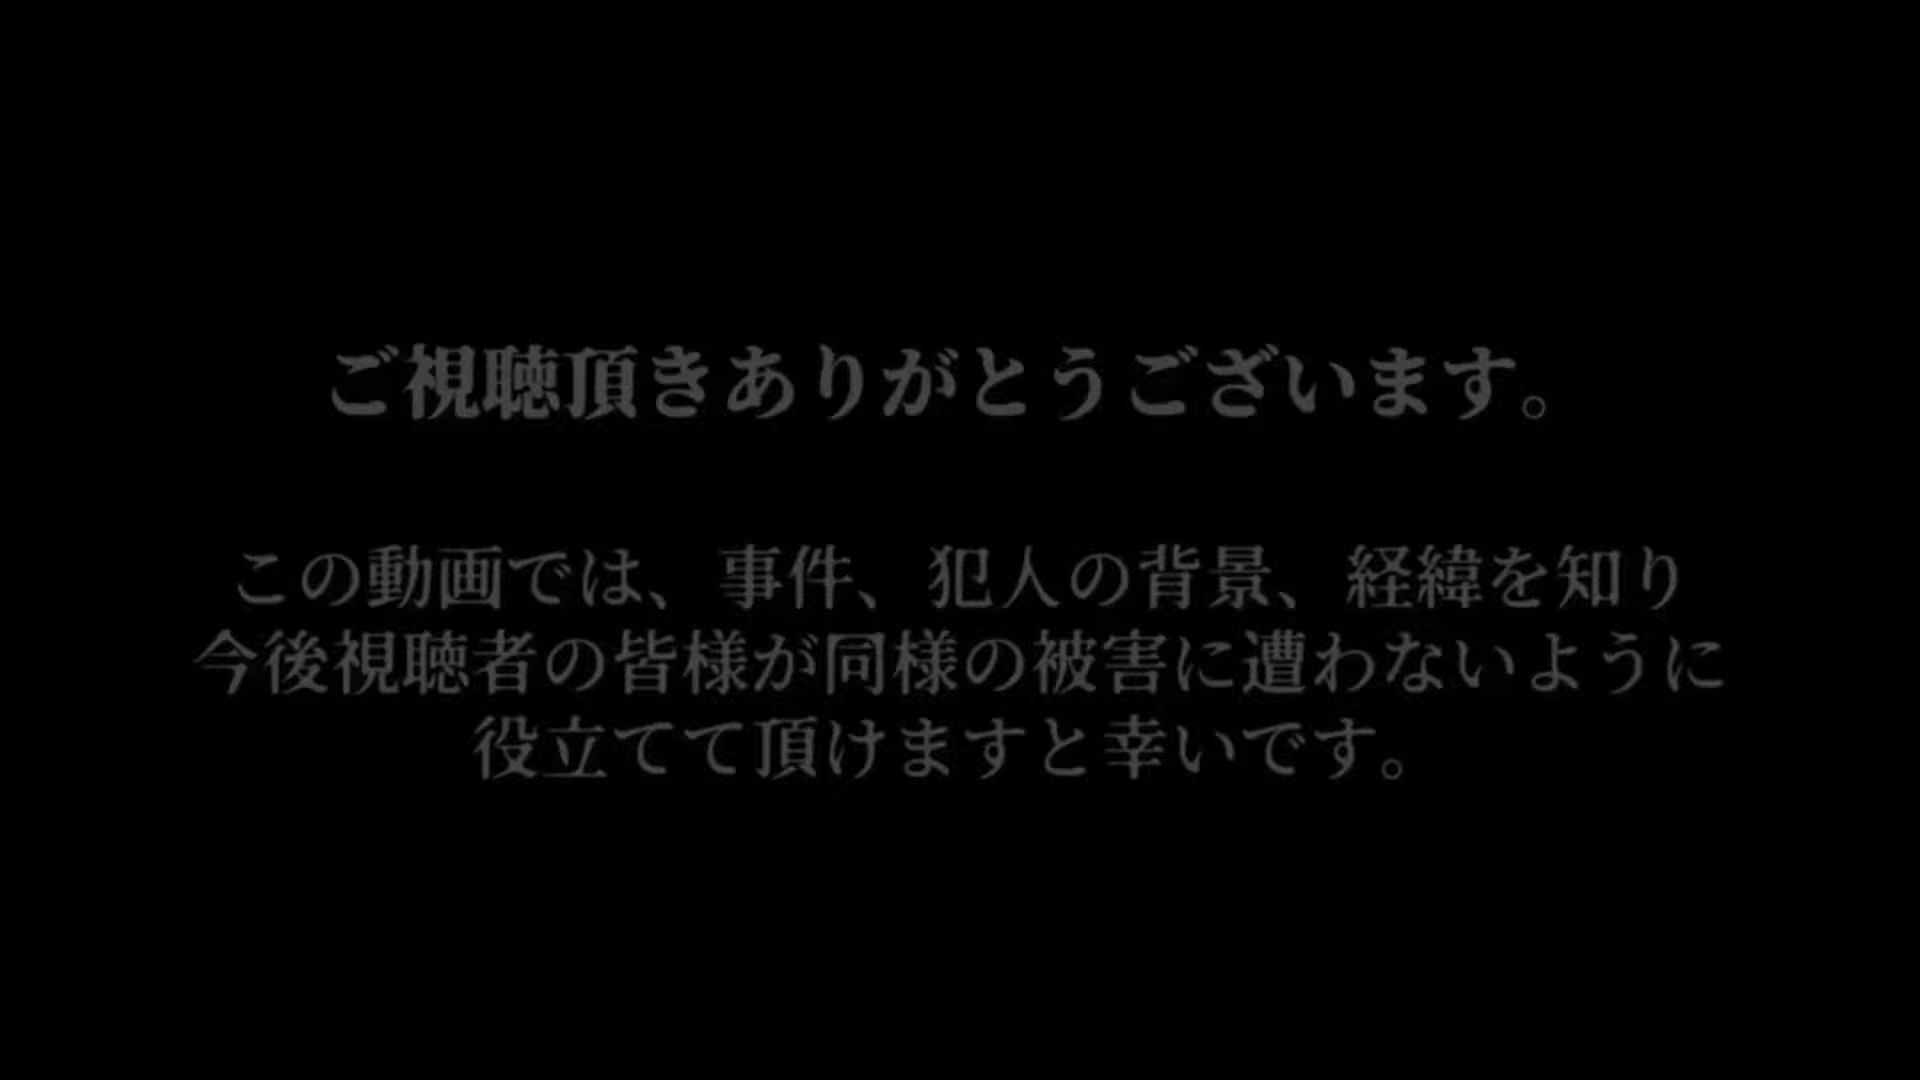 ご視聴頂きありがとうございます。
この動画では、事件、犯人の背景、経緯を知り
今後視聴者の皆様が同様の被害に遭わないように
役立てて頂けますと幸いです。